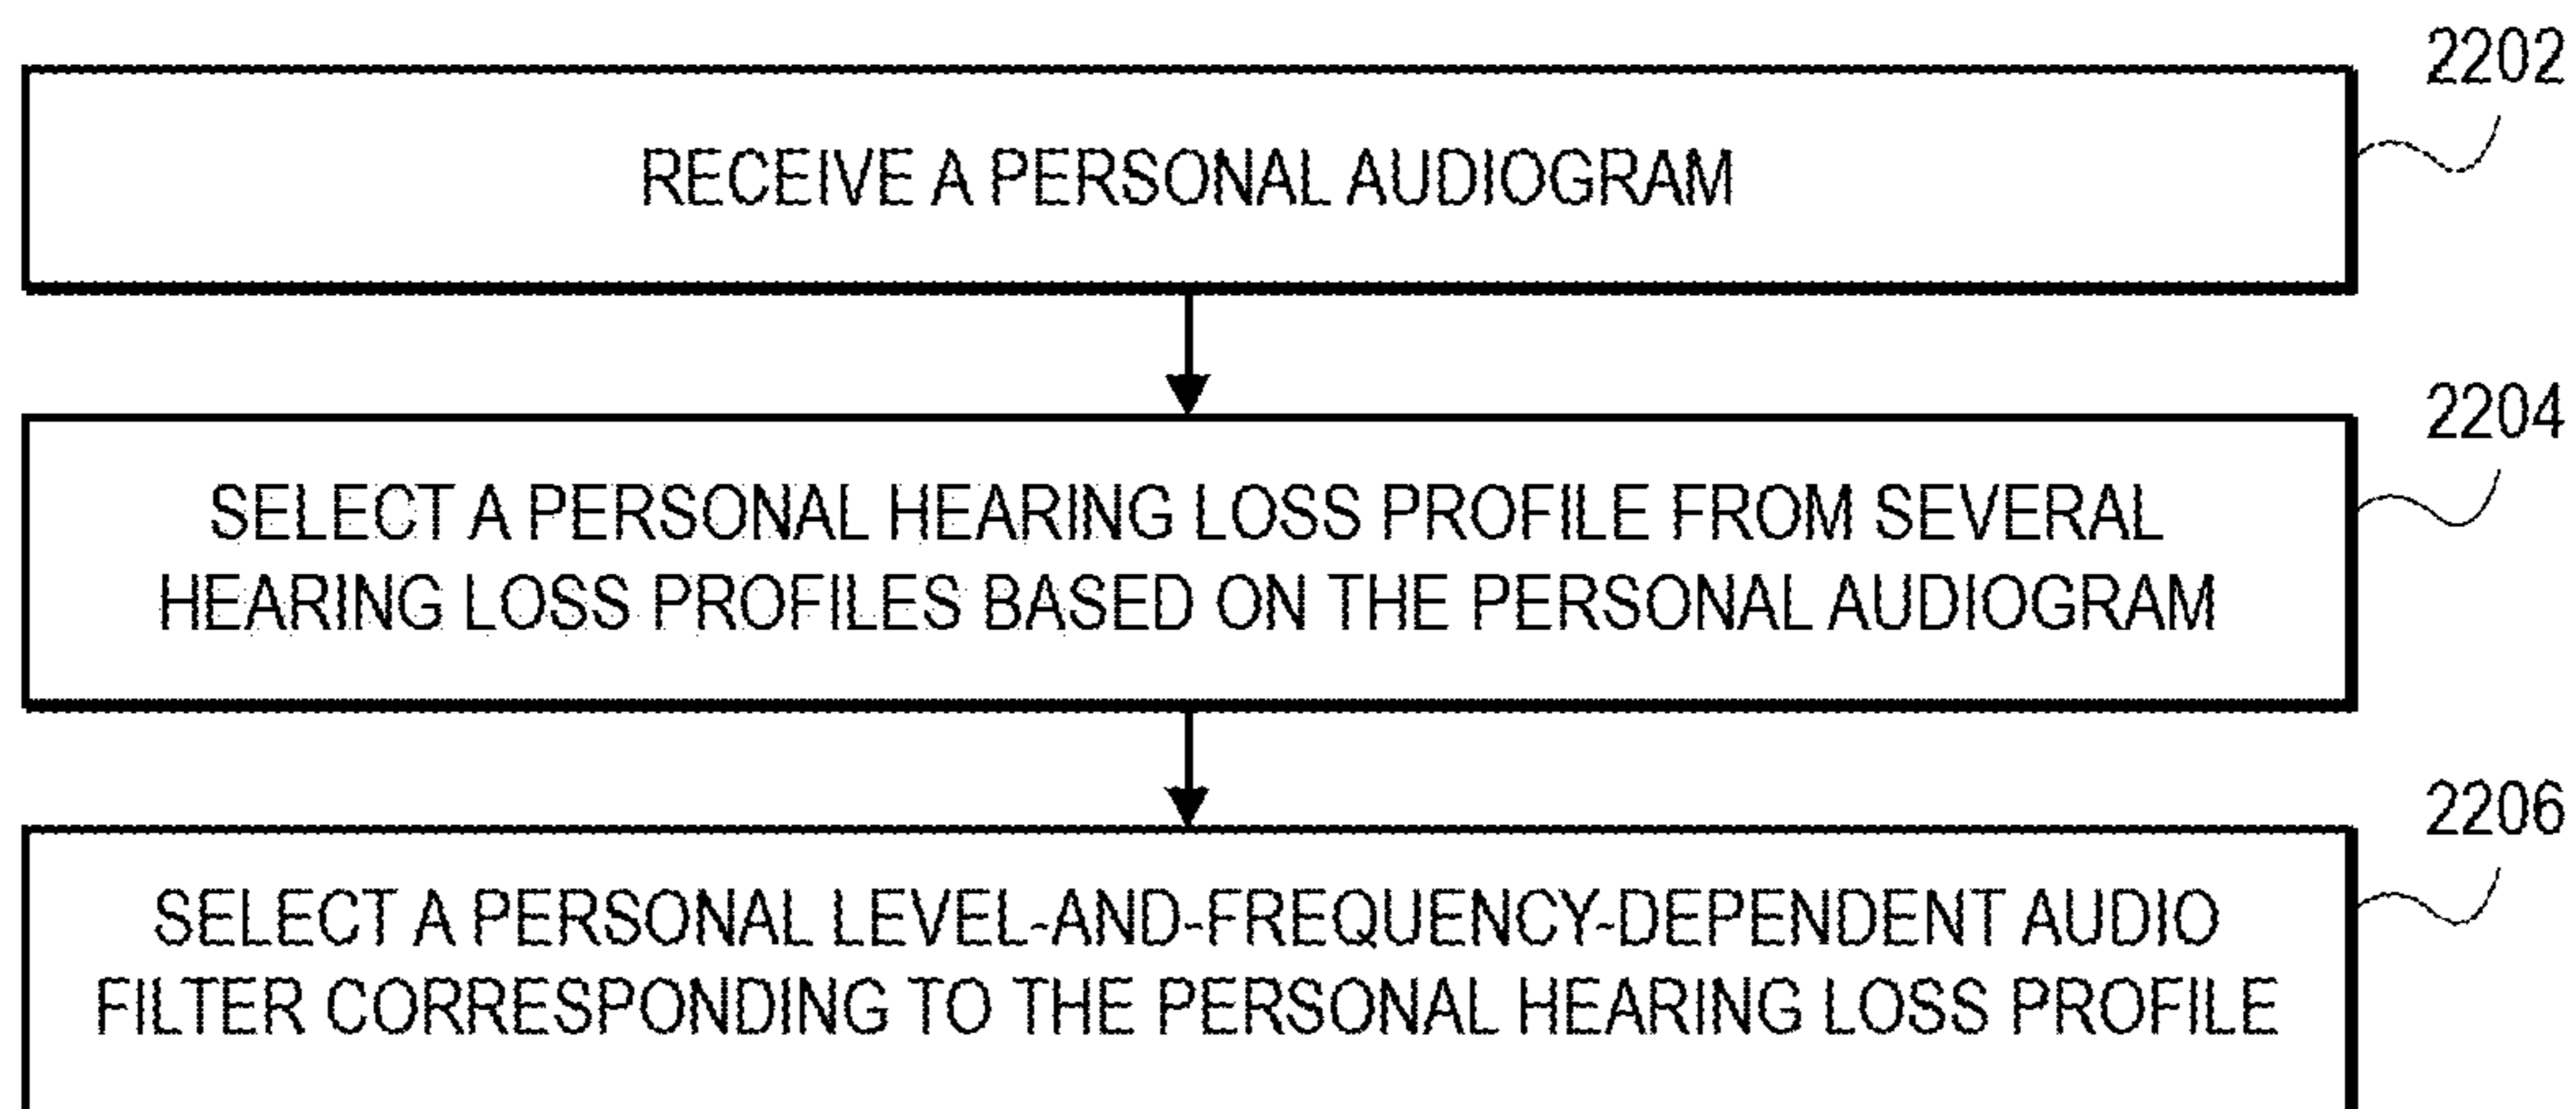 2202
RECEIVE A PERSONAL AUDIOGRAM
2204
SELECT A PERSONAL HEARING LOSS PROFILE FROM SEVERAL
HEARING LOSS PROFILES BASED ON THE PERSONAL AUDIOGRAM
2206
SELECT A PERSONAL LEVEL-AND-FREQUENCY-DEPENDENT AUDIO
FILTER CORRESPONDING TO THE PERSONAL HEARING LOSS PROFILE